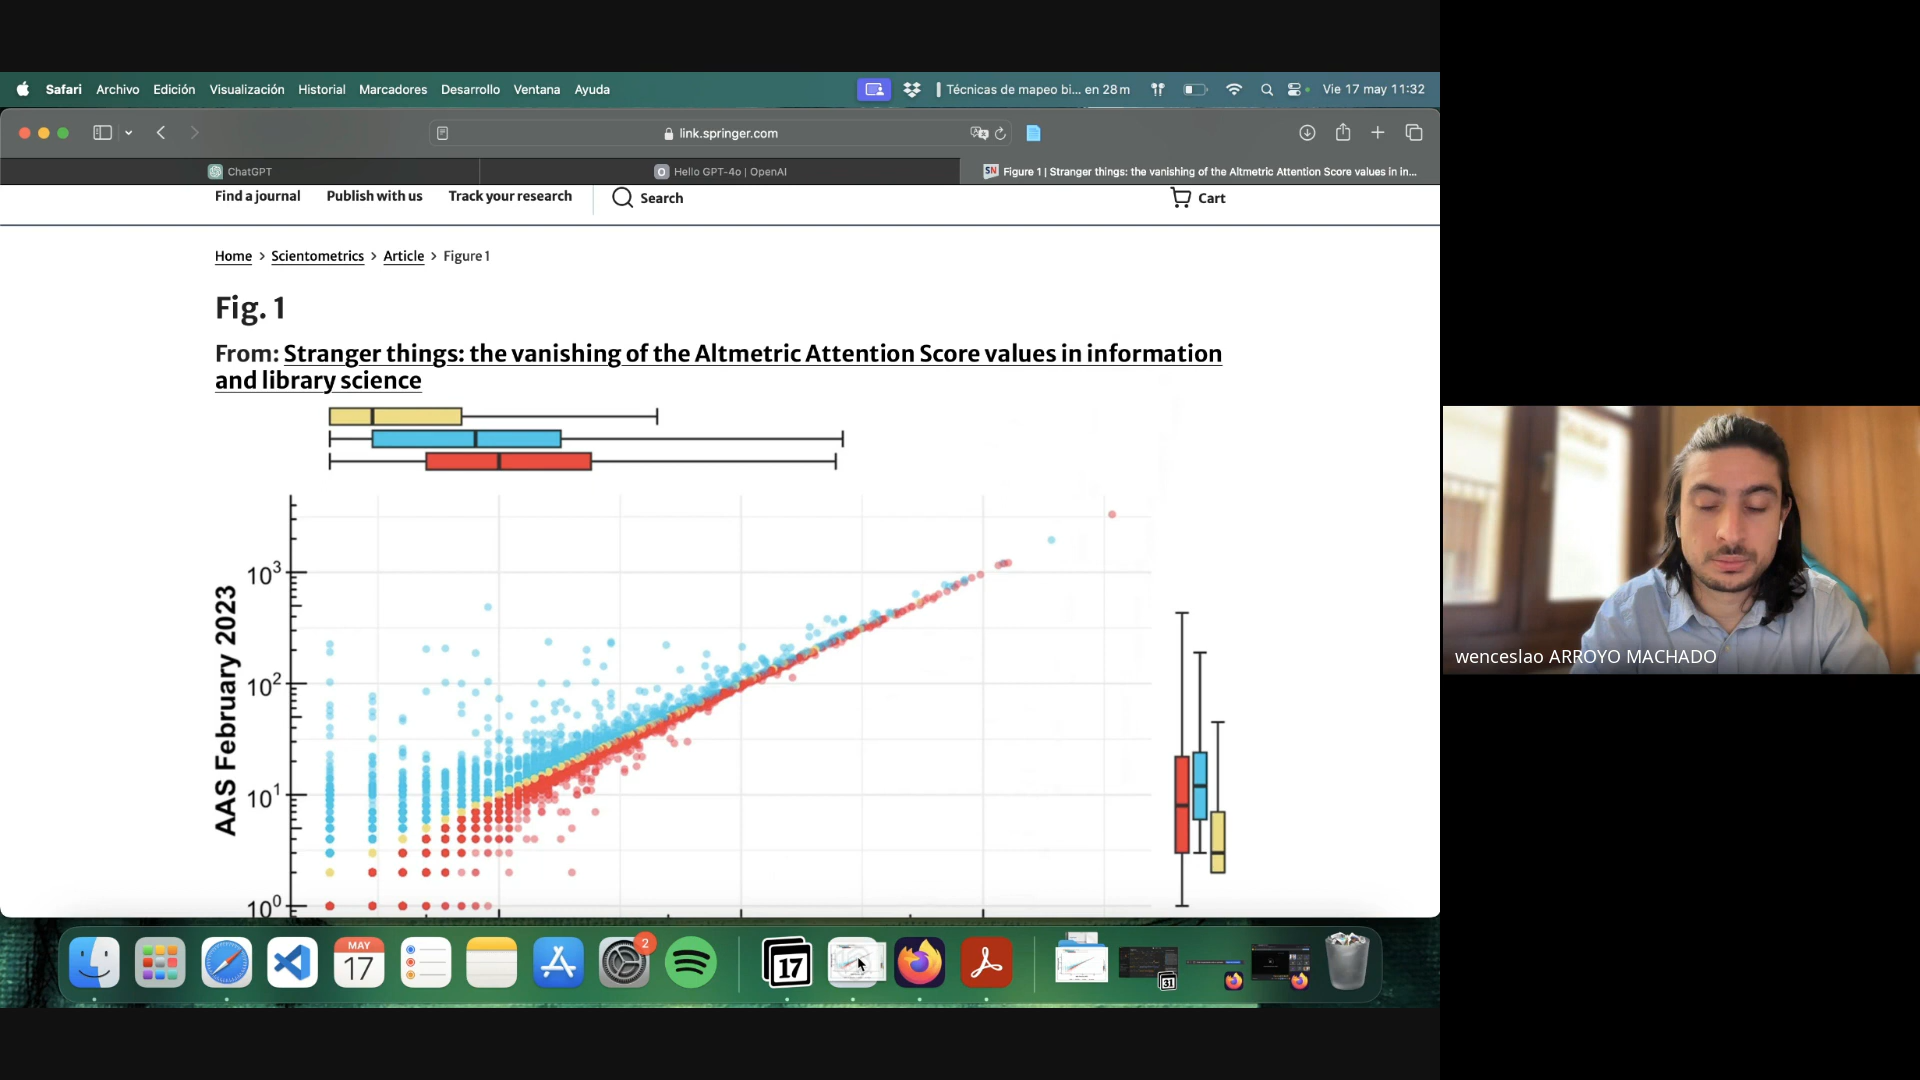 Safari Archivo Edición Visualización Historial Marcadores Desarrollo Ventana Ayuda
Técnicas de mapeo bi... en 28 m
Vie 17 may 11:32
link.springer.com
ChatGPT
O Hello GPT-4o | OpenAI
SN Figure 1 | Stranger things: the vanishing of the Altmetric Attention Score values in in...
Find a journal Publish with us Track your research Search Cart
Home > Scientometrics > Article > Figure 1
Fig. 1
From: Stranger things: the vanishing of the Altmetric Attention Score values in information
and library science
AAS February 2023
10³
10²
10¹
10⁰
wenceslao ARROYO MACHADO
MAY
17
2
17
31